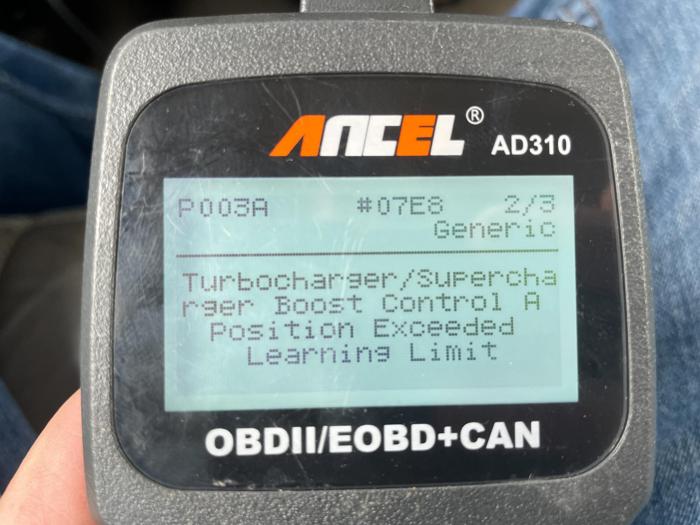 ANCEL® AD310
P003A #07E8 2/3
Generic
Turbocharger/Supercha
rger Boost Control A
Position Exceeded
Learning Limit
OBDII/EOBD+CAN